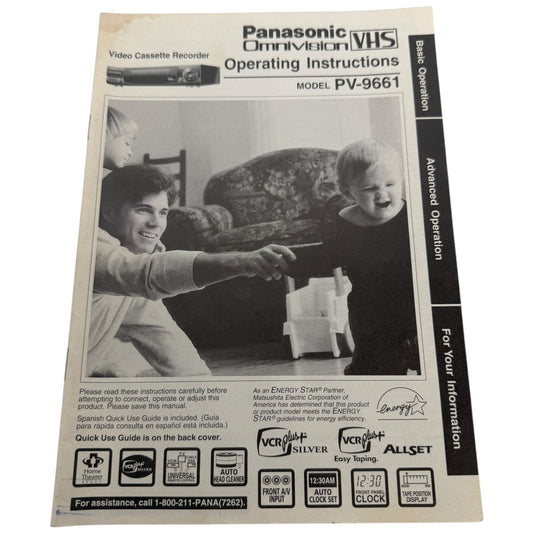 Panasonic
Omnivision VHS
Video Cassette Recorder
Operating Instructions
MODEL PV-9661
Basic Operation
Advanced Operation
For Your Information
Please read these instructions carefully before
attempting to connect, operate or adjust this
product. Please save this manual.
Spanish Quick Use Guide is included. (Guía
para rápida consulta en español está incluida.)
Quick Use Guide is on the back cover.
As an ENERGY STAR® Partner,
Matsushita Electric Corporation of
America has determined that this product
or product model meets the ENERGY
STAR® guidelines for energy efficiency.
energy
VCR plus+
SILVER
VCR plus+
Easy Taping.
ALLSET
Home
Theater
VCR plus+
SILVER
UNIVERSAL
AUTO
HEAD CLEANER
FRONT A/V
INPUT
12:30AM
AUTO
CLOCK SET
12:30
FRONT PANEL
CLOCK
TAPE POSITION
DISPLAY
For assistance, call 1-800-211-PANA(7262).